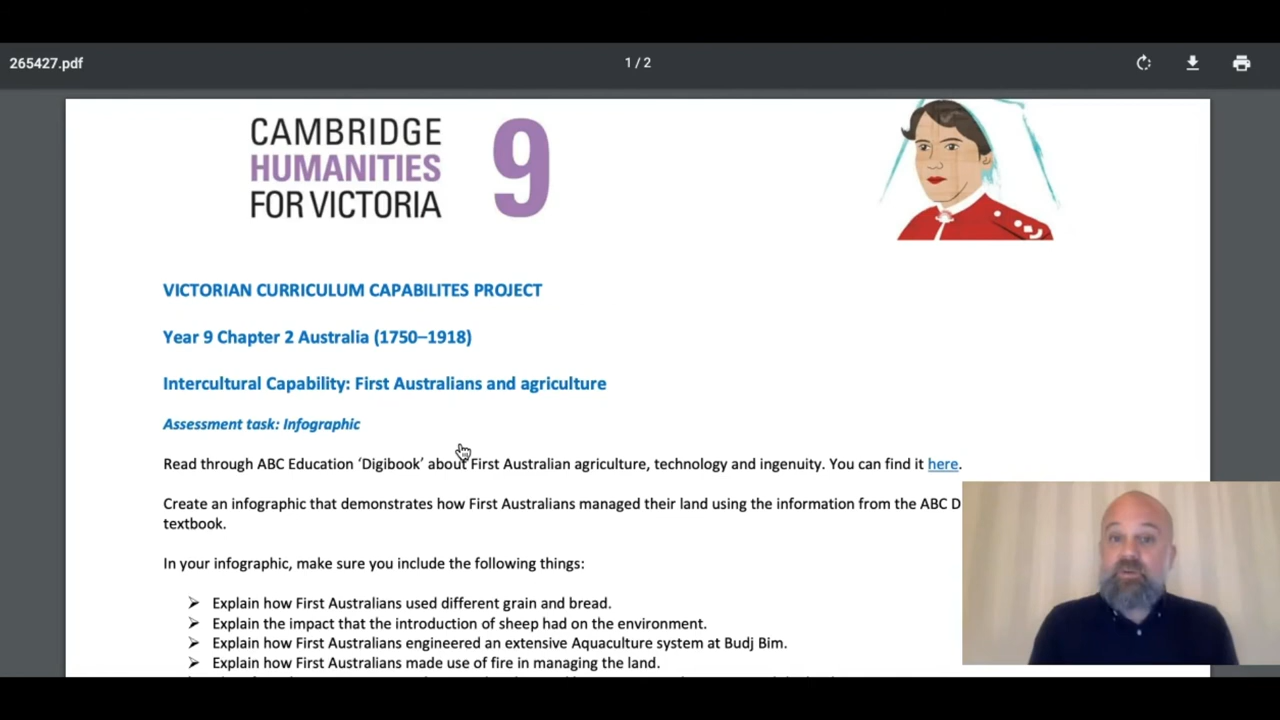 265427.pdf
1 / 2
CAMBRIDGE
HUMANITIES
FOR VICTORIA
9
VICTORIAN CURRICULUM CAPABILITES PROJECT
Year 9 Chapter 2 Australia (1750–1918)
Intercultural Capability: First Australians and agriculture
Assessment task: Infographic
Read through ABC Education ‘Digibook’ about First Australian agriculture, technology and ingenuity. You can find it here.
Create an infographic that demonstrates how First Australians managed their land using the information from the ABC D
textbook.
In your infographic, make sure you include the following things:
➢ Explain how First Australians used different grain and bread.
➢ Explain the impact that the introduction of sheep had on the environment.
➢ Explain how First Australians engineered an extensive Aquaculture system at Budj Bim.
➢ Explain how First Australians made use of fire in managing the land.